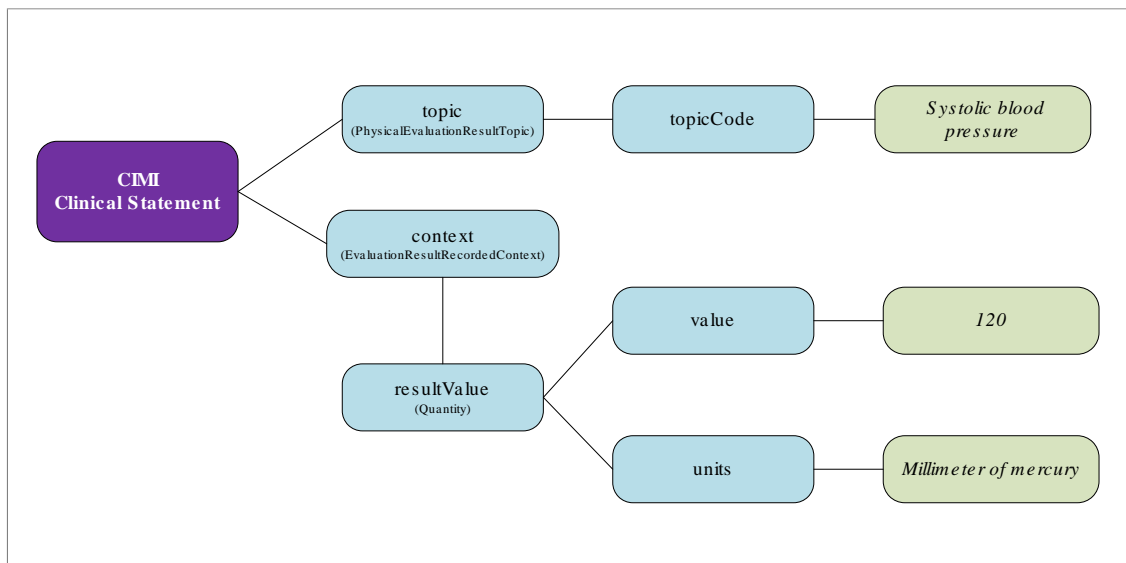 CIMI
Clinical Statement
topic
(PhysicalEvaluationResultTopic)
topicCode
Systolic blood
pressure
context
(EvaluationResultRecordedContext)
resultValue
(Quantity)
value
120
units
Millimeter of mercury